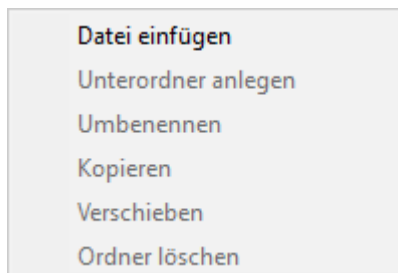 Datei einfügen
Unterordner anlegen
Umbenennen
Kopieren
Verschieben
Ordner löschen